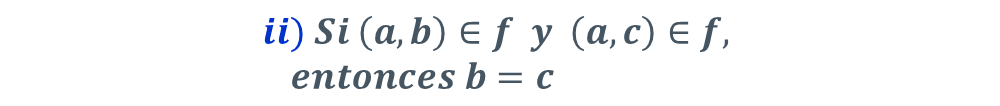 ii) Si (a, b) ∈ f y (a, c) ∈ f,
entonces b = c